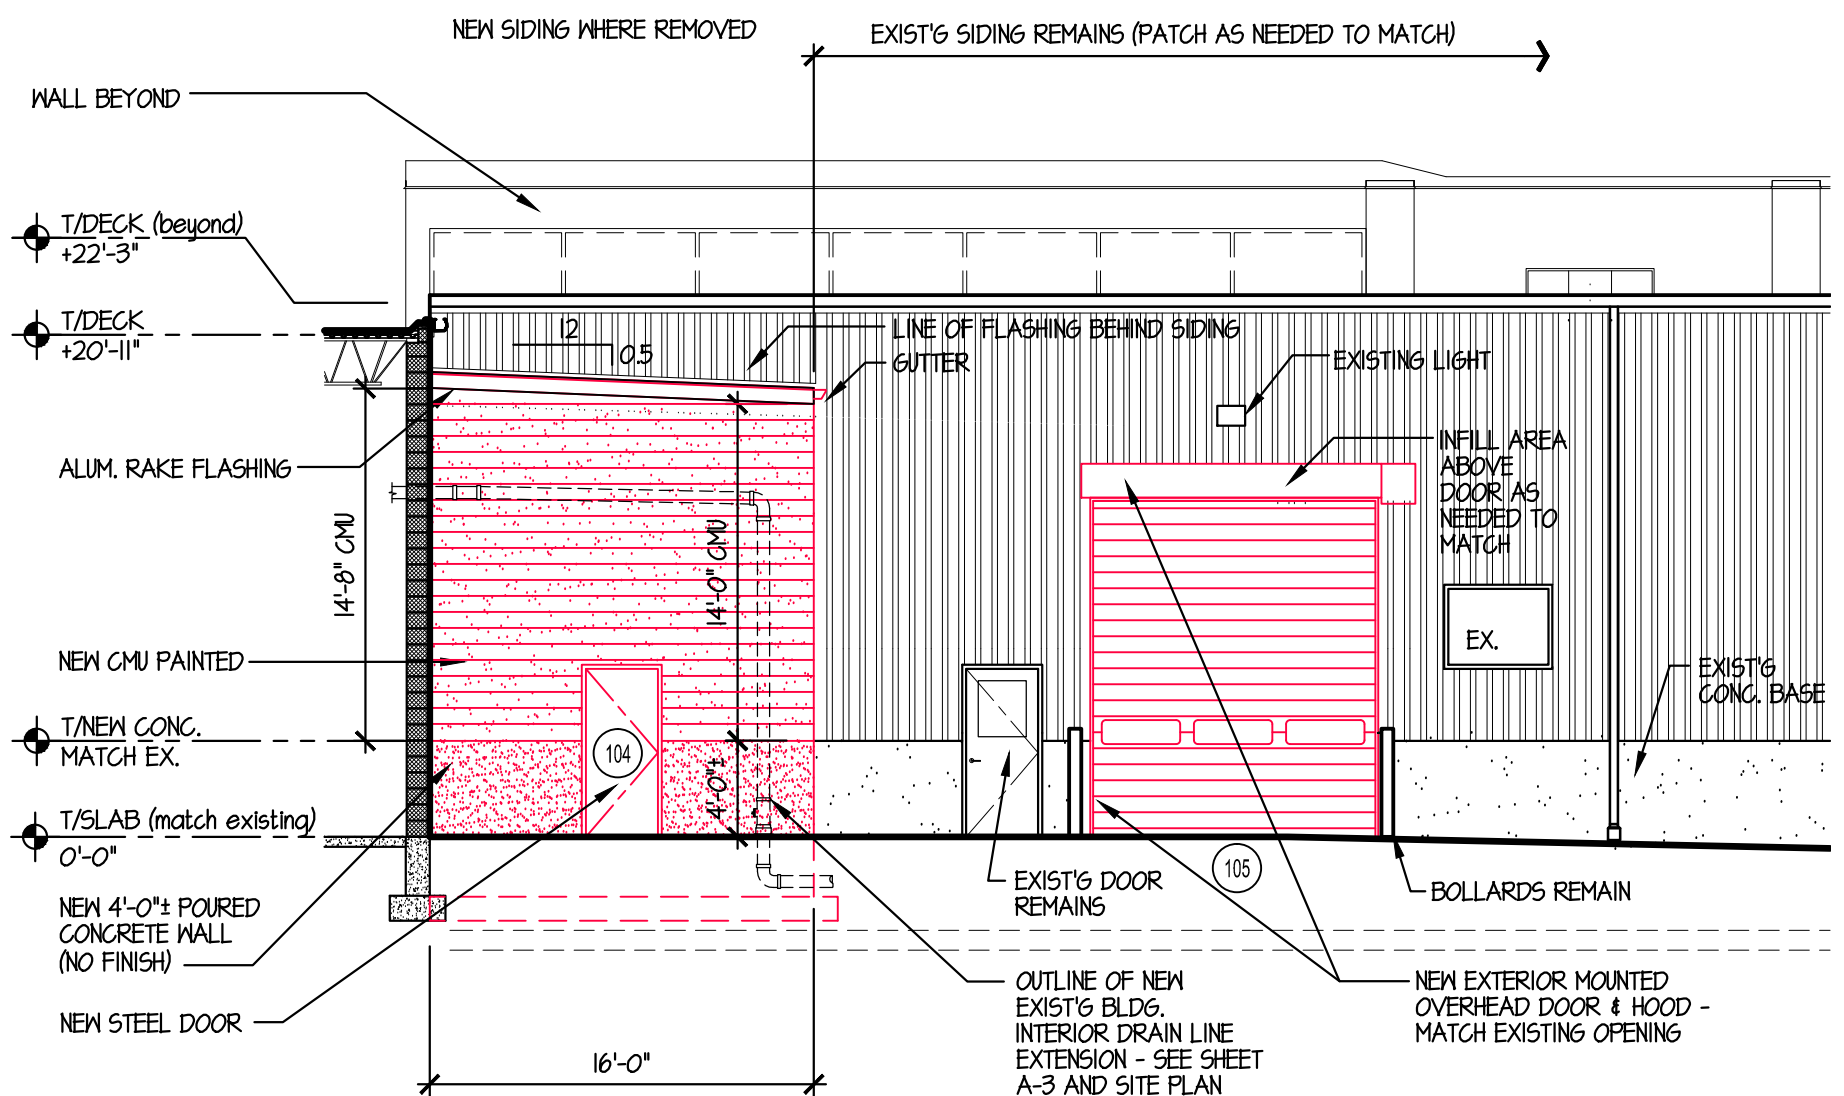 NEW SIDING WHERE REMOVED
EXIST'G SIDING REMAINS (PATCH AS NEEDED TO MATCH)
WALL BEYOND
T/DECK (beyond)
+22'-3"
T/DECK
+20'-11"
12
0.5
LINE OF FLASHING BEHIND SIDING
GUTTER
EXISTING LIGHT
ALUM. RAKE FLASHING
INFILL AREA
ABOVE
DOOR AS
NEEDED TO
MATCH
14'-8" CMU
14'-0" CMU
EX.
NEW CMU PAINTED
EXIST'G
CONC. BASE
T/NEW CONC.
MATCH EX.
104
4'-0"±
T/SLAB (match existing)
0'-0"
105
EXIST'G DOOR
REMAINS
BOLLARDS REMAIN
NEW 4'-0"± POURED
CONCRETE WALL
(NO FINISH)
NEW STEEL DOOR
OUTLINE OF NEW
EXIST'G BLDG.
INTERIOR DRAIN LINE
EXTENSION - SEE SHEET
A-3 AND SITE PLAN
NEW EXTERIOR MOUNTED
OVERHEAD DOOR & HOOD -
MATCH EXISTING OPENING
16'-0"